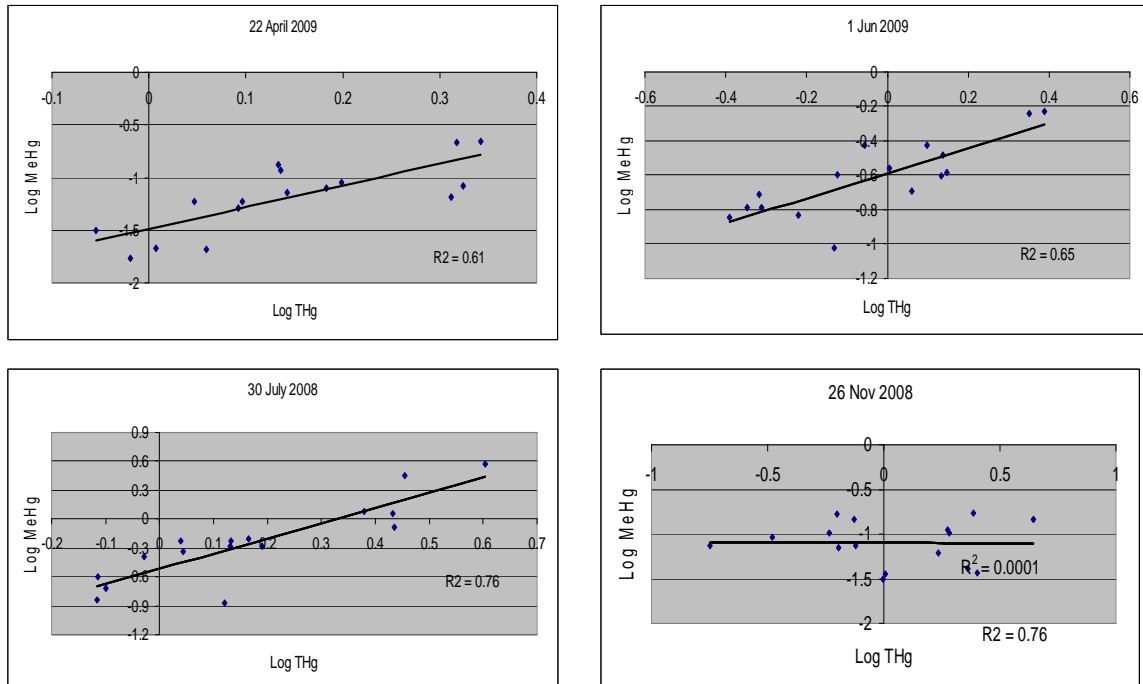 22 April 2009
0
-0.1 0 0.1 0.2 0.3 0.4
-0.5
-1
-1.5
-2
Log MeHg
R2 = 0.61
Log THg
1 Jun 2009
0
-0.6 -0.4 -0.2 0 0.2 0.4 0.6
-0.2
-0.4
-0.6
-0.8
-1
-1.2
Log MeHg
R2 = 0.65
Log THg
30 July 2008
0.9
0.6
0.3
0
-0.2 -0.1 0 0.1 0.2 0.3 0.4 0.5 0.6 0.7
-0.3
-0.6
-0.9
-1.2
Log MeHg
R2 = 0.76
Log THg
26 Nov 2008
0
-1 -0.5 0 0.5 1
-0.5
-1
-1.5
-2
Log MeHg
R2 = 0.0001
R2 = 0.76
Log THg